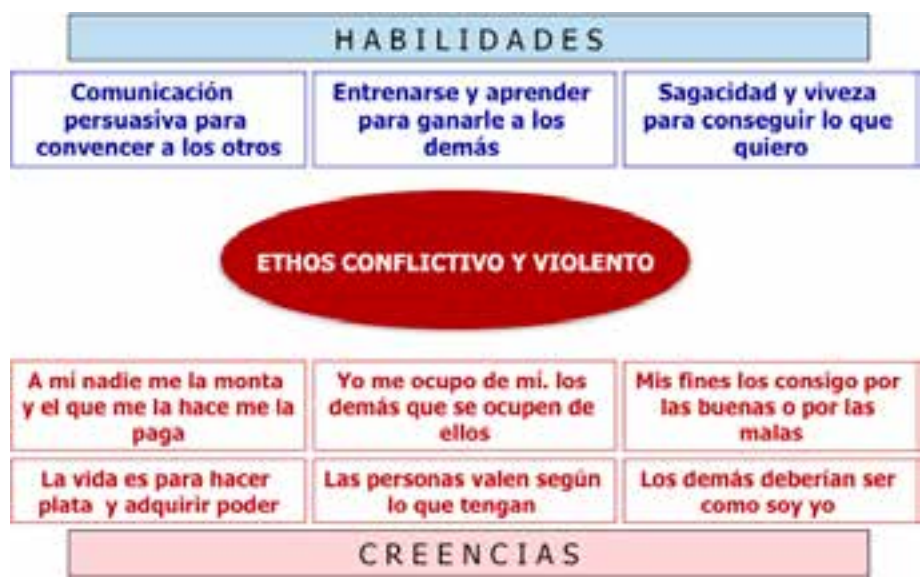 HABILIDADES
Comunicación
persuasiva para
convencer a los otros
Entrenarse y aprender
para ganarle a los
demás
Sagacidad y viveza
para conseguir lo que
quiero
ETHOS CONFLICTIVO Y VIOLENTO
A mi nadie me la monta
y el que me la hace me la
paga
Yo me ocupo de mi. los
demás que se ocupen de
ellos
Mis fines los consigo por
las buenas o por las
malas
La vida es para hacer
plata y adquirir poder
Las personas valen según
lo que tengan
Los demás deberían ser
como soy yo
CREENCIAS